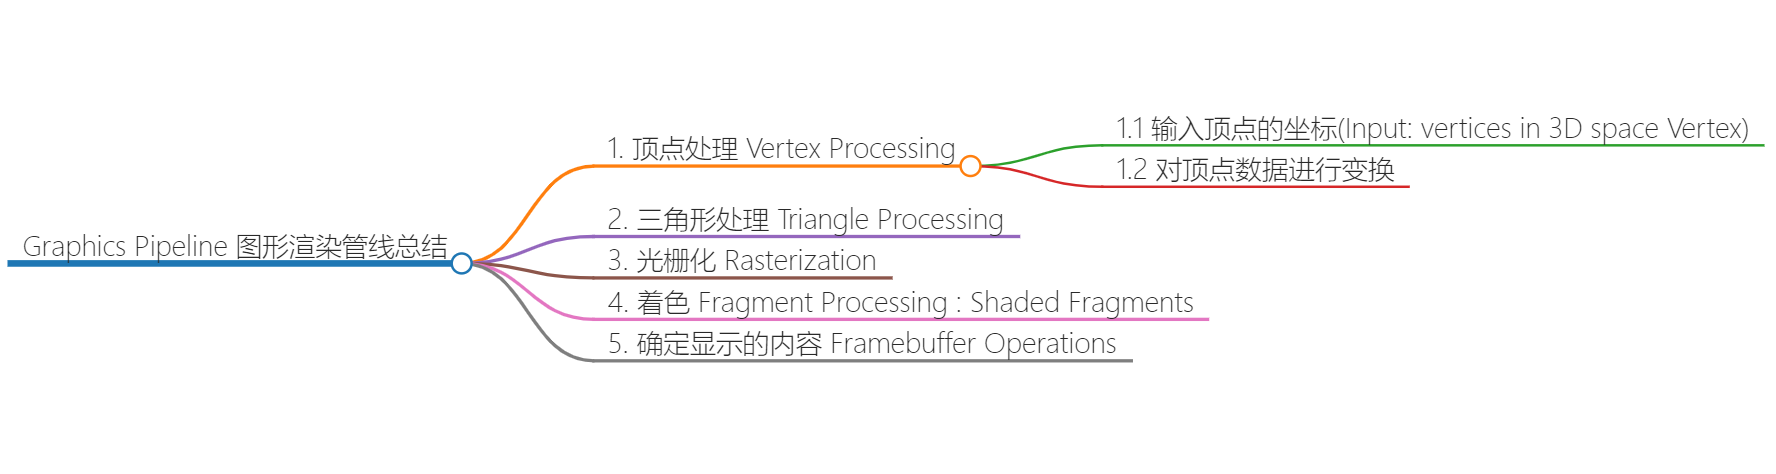 Graphics Pipeline 图形渲染管线总结
1. 顶点处理 Vertex Processing
1.1 输入顶点的坐标(Input: vertices in 3D space Vertex)
1.2 对顶点数据进行变换
2. 三角形处理 Triangle Processing
3. 光栅化 Rasterization
4. 着色 Fragment Processing : Shaded Fragments
5. 确定显示的内容 Framebuffer Operations